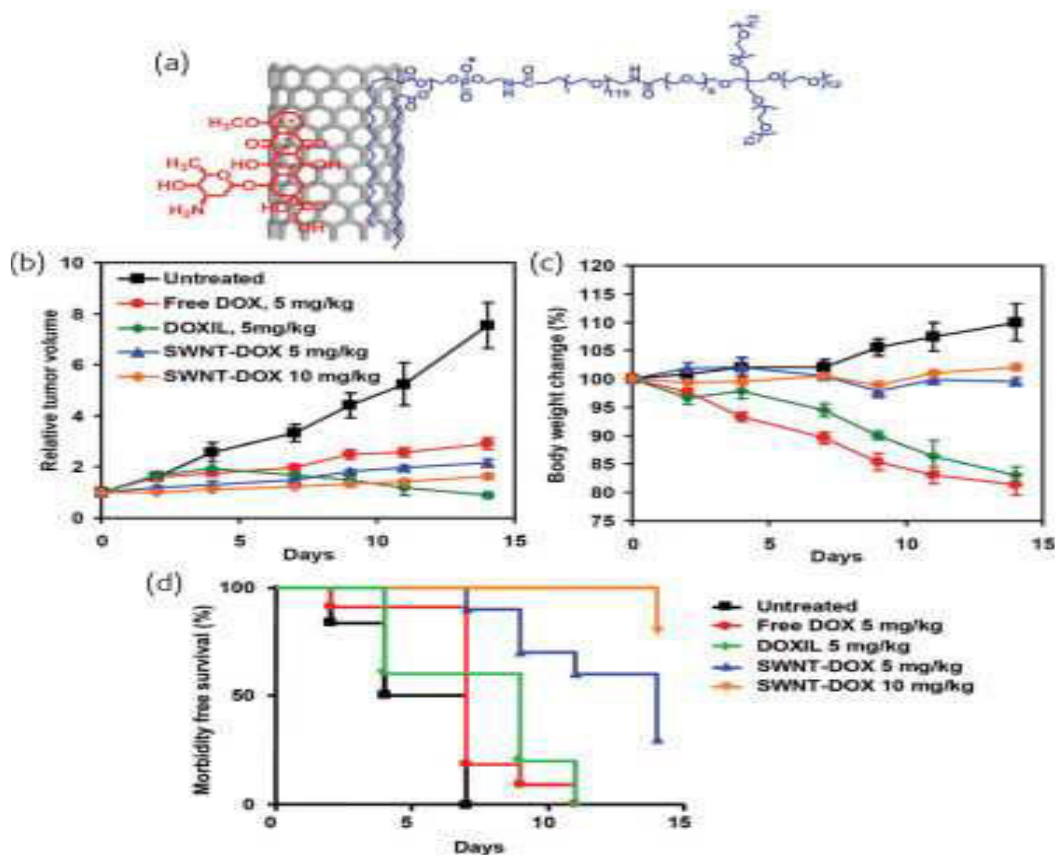 (a)
H₃CO
O
H₃C
HO
O
HO
OH
H₂N
O
HO
OH
(b)
10
8
6
4
2
0
Relative tumor volume
Untreated
Free DOX, 5 mg/kg
DOXIL, 5mg/kg
SWNT-DOX 5 mg/kg
SWNT-DOX 10 mg/kg
0 5 10 15
Days
(c)
120
115
110
105
100
95
90
85
80
75
Body weight change (%)
0 5 10 15
Days
(d)
100
50
0
Morbidity free survival (%)
0 5 10 15
Days
Untreated
Free DOX 5 mg/kg
DOXIL 5 mg/kg
SWNT-DOX 5 mg/kg
SWNT-DOX 10 mg/kg